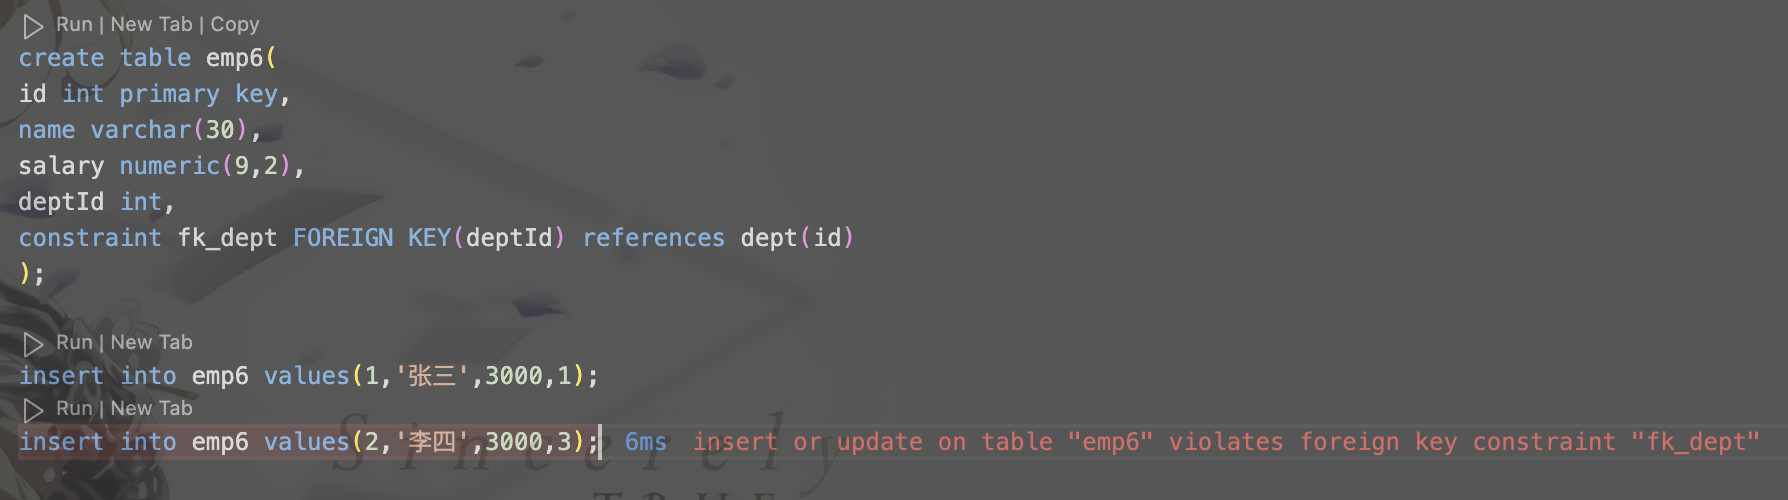 Run | New Tab | Copy
create table emp6(
id int primary key,
name varchar(30),
salary numeric(9,2),
deptId int,
constraint fk_dept FOREIGN KEY(deptId) references dept(id)
);
Run | New Tab
insert into emp6 values(1,'张三',3000,1);
Run | New Tab
insert into emp6 values(2,'李四',3000,3); 6ms insert or update on table "emp6" violates foreign key constraint "fk_dept"
Sincerely
TRUE